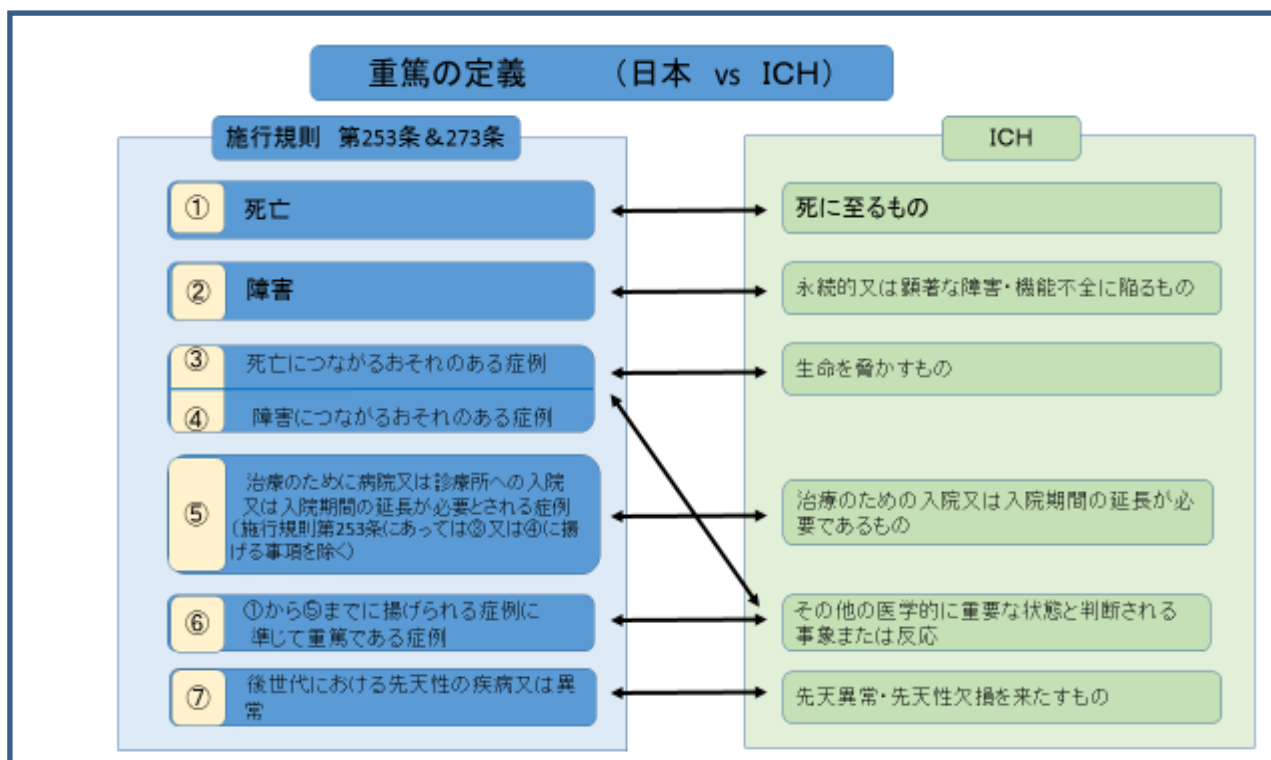 重篤の定義 （日本 vs ICH）
施行規則 第253条＆273条
① 死亡
② 障害
③ 死亡につながるおそれのある症例
④ 障害につながるおそれのある症例
⑤ 治療のために病院又は診療所への入院
又は入院期間の延長が必要とされる症例
（施行規則第253条にあっては③又は④に揚
げる事項を除く）
⑥ ①から⑤までに揚げられる症例に
準じて重篤である症例
⑦ 後世代における先天性の疾病又は異
常
ICH
死に至るもの
永続的又は顕著な障害・機能不全に陥るもの
生命を脅かすもの
治療のための入院又は入院期間の延長が必
要であるもの
その他の医学的に重要な状態と判断される
事象または反応
先天異常・先天性欠損を来たすもの